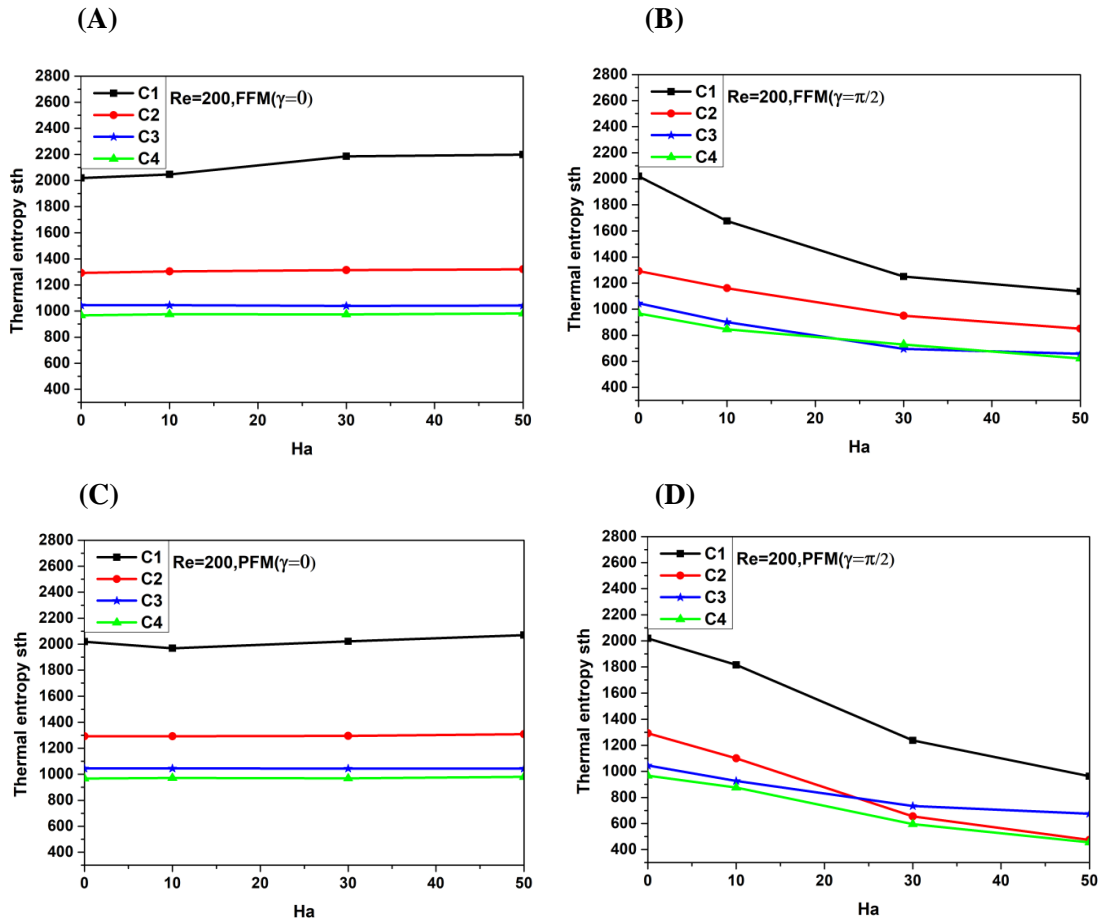 (A)
2800
2600
2400
2200
2000
1800
1600
1400
1200
1000
800
600
400
Thermal entropy sth
C1
C2
C3
C4
Re=200,FFM(γ=0)
0 10 20 30 40 50
Ha
(B)
2800
2600
2400
2200
2000
1800
1600
1400
1200
1000
800
600
400
Thermal entropy sth
C1
C2
C3
C4
Re=200,FFM(γ=π/2)
0 10 20 30 40 50
Ha
(C)
2800
2600
2400
2200
2000
1800
1600
1400
1200
1000
800
600
400
Thermal entropy sth
C1
C2
C3
C4
Re=200,PFM(γ=0)
0 10 20 30 40 50
Ha
(D)
2800
2600
2400
2200
2000
1800
1600
1400
1200
1000
800
600
400
Thermal entropy sth
C1
C2
C3
C4
Re=200,PFM(γ=π/2)
0 10 20 30 40 50
Ha